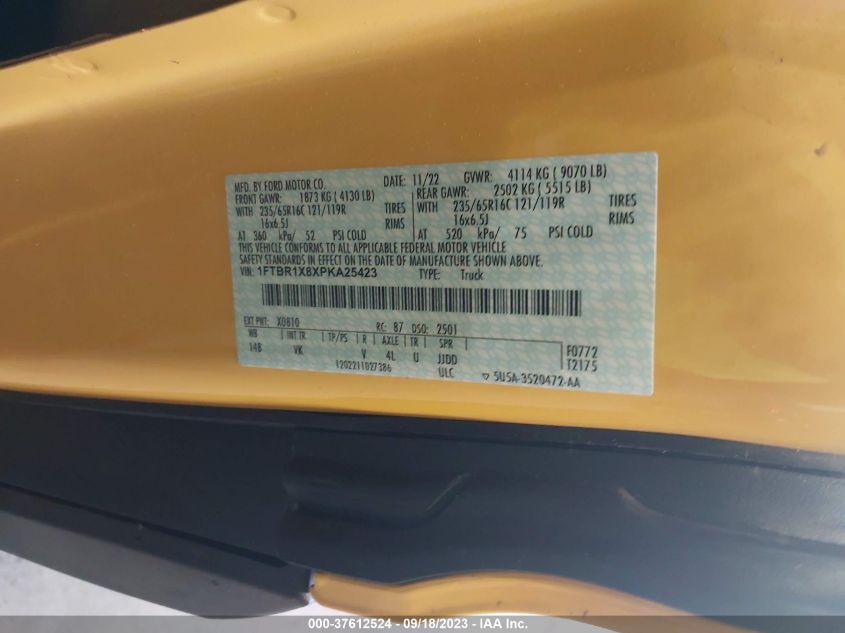 MFD. BY FORD MOTOR CO. DATE: 11/22 GVWR: 4114 KG ( 9070 LB)
FRONT GAWR: 1873 KG ( 4130 LB) REAR GAWR: 2502 KG ( 5515 LB)
WITH 235/65R16C 121/119R TIRES WITH 235/65R16C 121/119R TIRES
16x6.5J RIMS 16x6.5J RIMS
AT 360 kPa/ 52 PSI COLD AT 520 kPa/ 75 PSI COLD
THIS VEHICLE CONFORMS TO ALL APPLICABLE FEDERAL MOTOR VEHICLE
SAFETY STANDARDS IN EFFECT ON THE DATE OF MANUFACTURE SHOWN ABOVE.
VIN: 1FTBR1X8XPKA25423 TYPE: Truck
EXT PNT: X0810 RC: 87 DSO: 2501
WB INT TR TP/PS R AXLE TR SPR F0772
148 VK V 4L U JJDD T2175
1202211027386 ULC 5U5A-3520472-AA
000-37612524 - 09/18/2023 - © IAA, Inc.